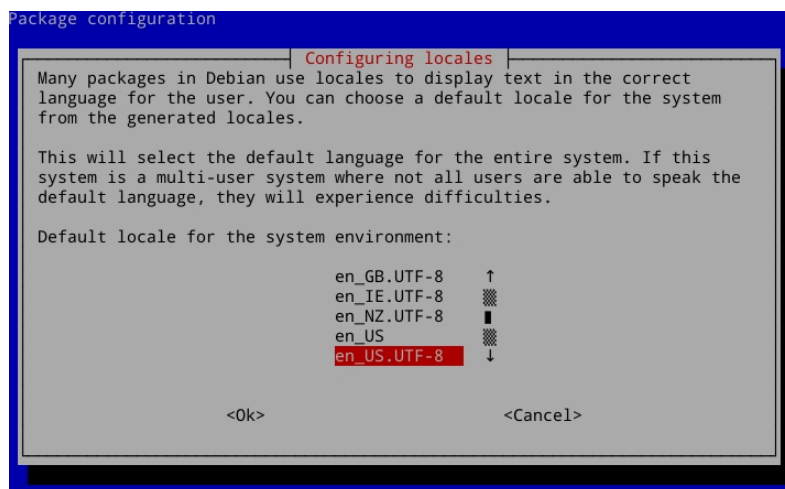 Package configuration
Configuring locales
Many packages in Debian use locales to display text in the correct
language for the user. You can choose a default locale for the system
from the generated locales.
This will select the default language for the entire system. If this
system is a multi-user system where not all users are able to speak the
default language, they will experience difficulties.
Default locale for the system environment:
en_GB.UTF-8 ↑
en_IE.UTF-8
en_NZ.UTF-8
en_US
en_US.UTF-8 ↓
<Ok> <Cancel>